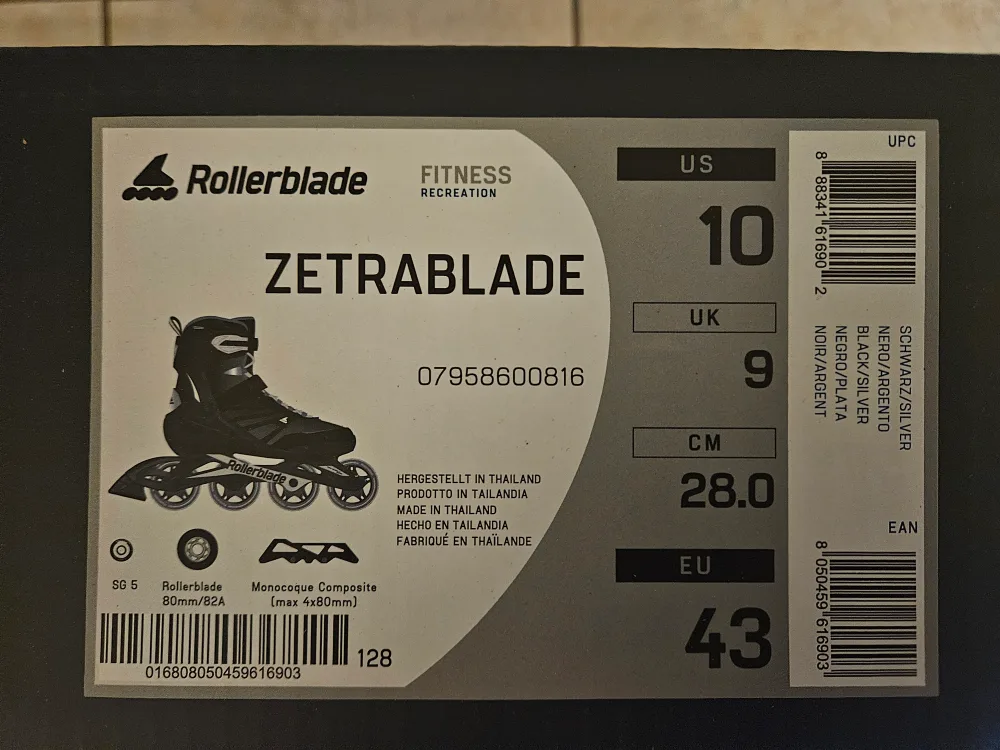 Rollerblade
FITNESS
RECREATION
ZETRABLADE
07958600816
Rollerblade
HERGESTELLT IN THAILAND
PRODOTTO IN TAILANDIA
MADE IN THAILAND
HECHO EN TAILANDIA
FABRIQUÉ EN THAÏLANDE
SG 5
Rollerblade
80mm/82A
Monocoque Composite
(max 4x80mm)
016808050459616903
128
US
10
UK
9
CM
28.0
EU
43
UPC
8 88341 61690 2
SCHWARZ/SILVER
NERO/ARGENTO
BLACK/SILVER
NEGRO/PLATA
NOIR/ARGENT
EAN
8 050459 616903